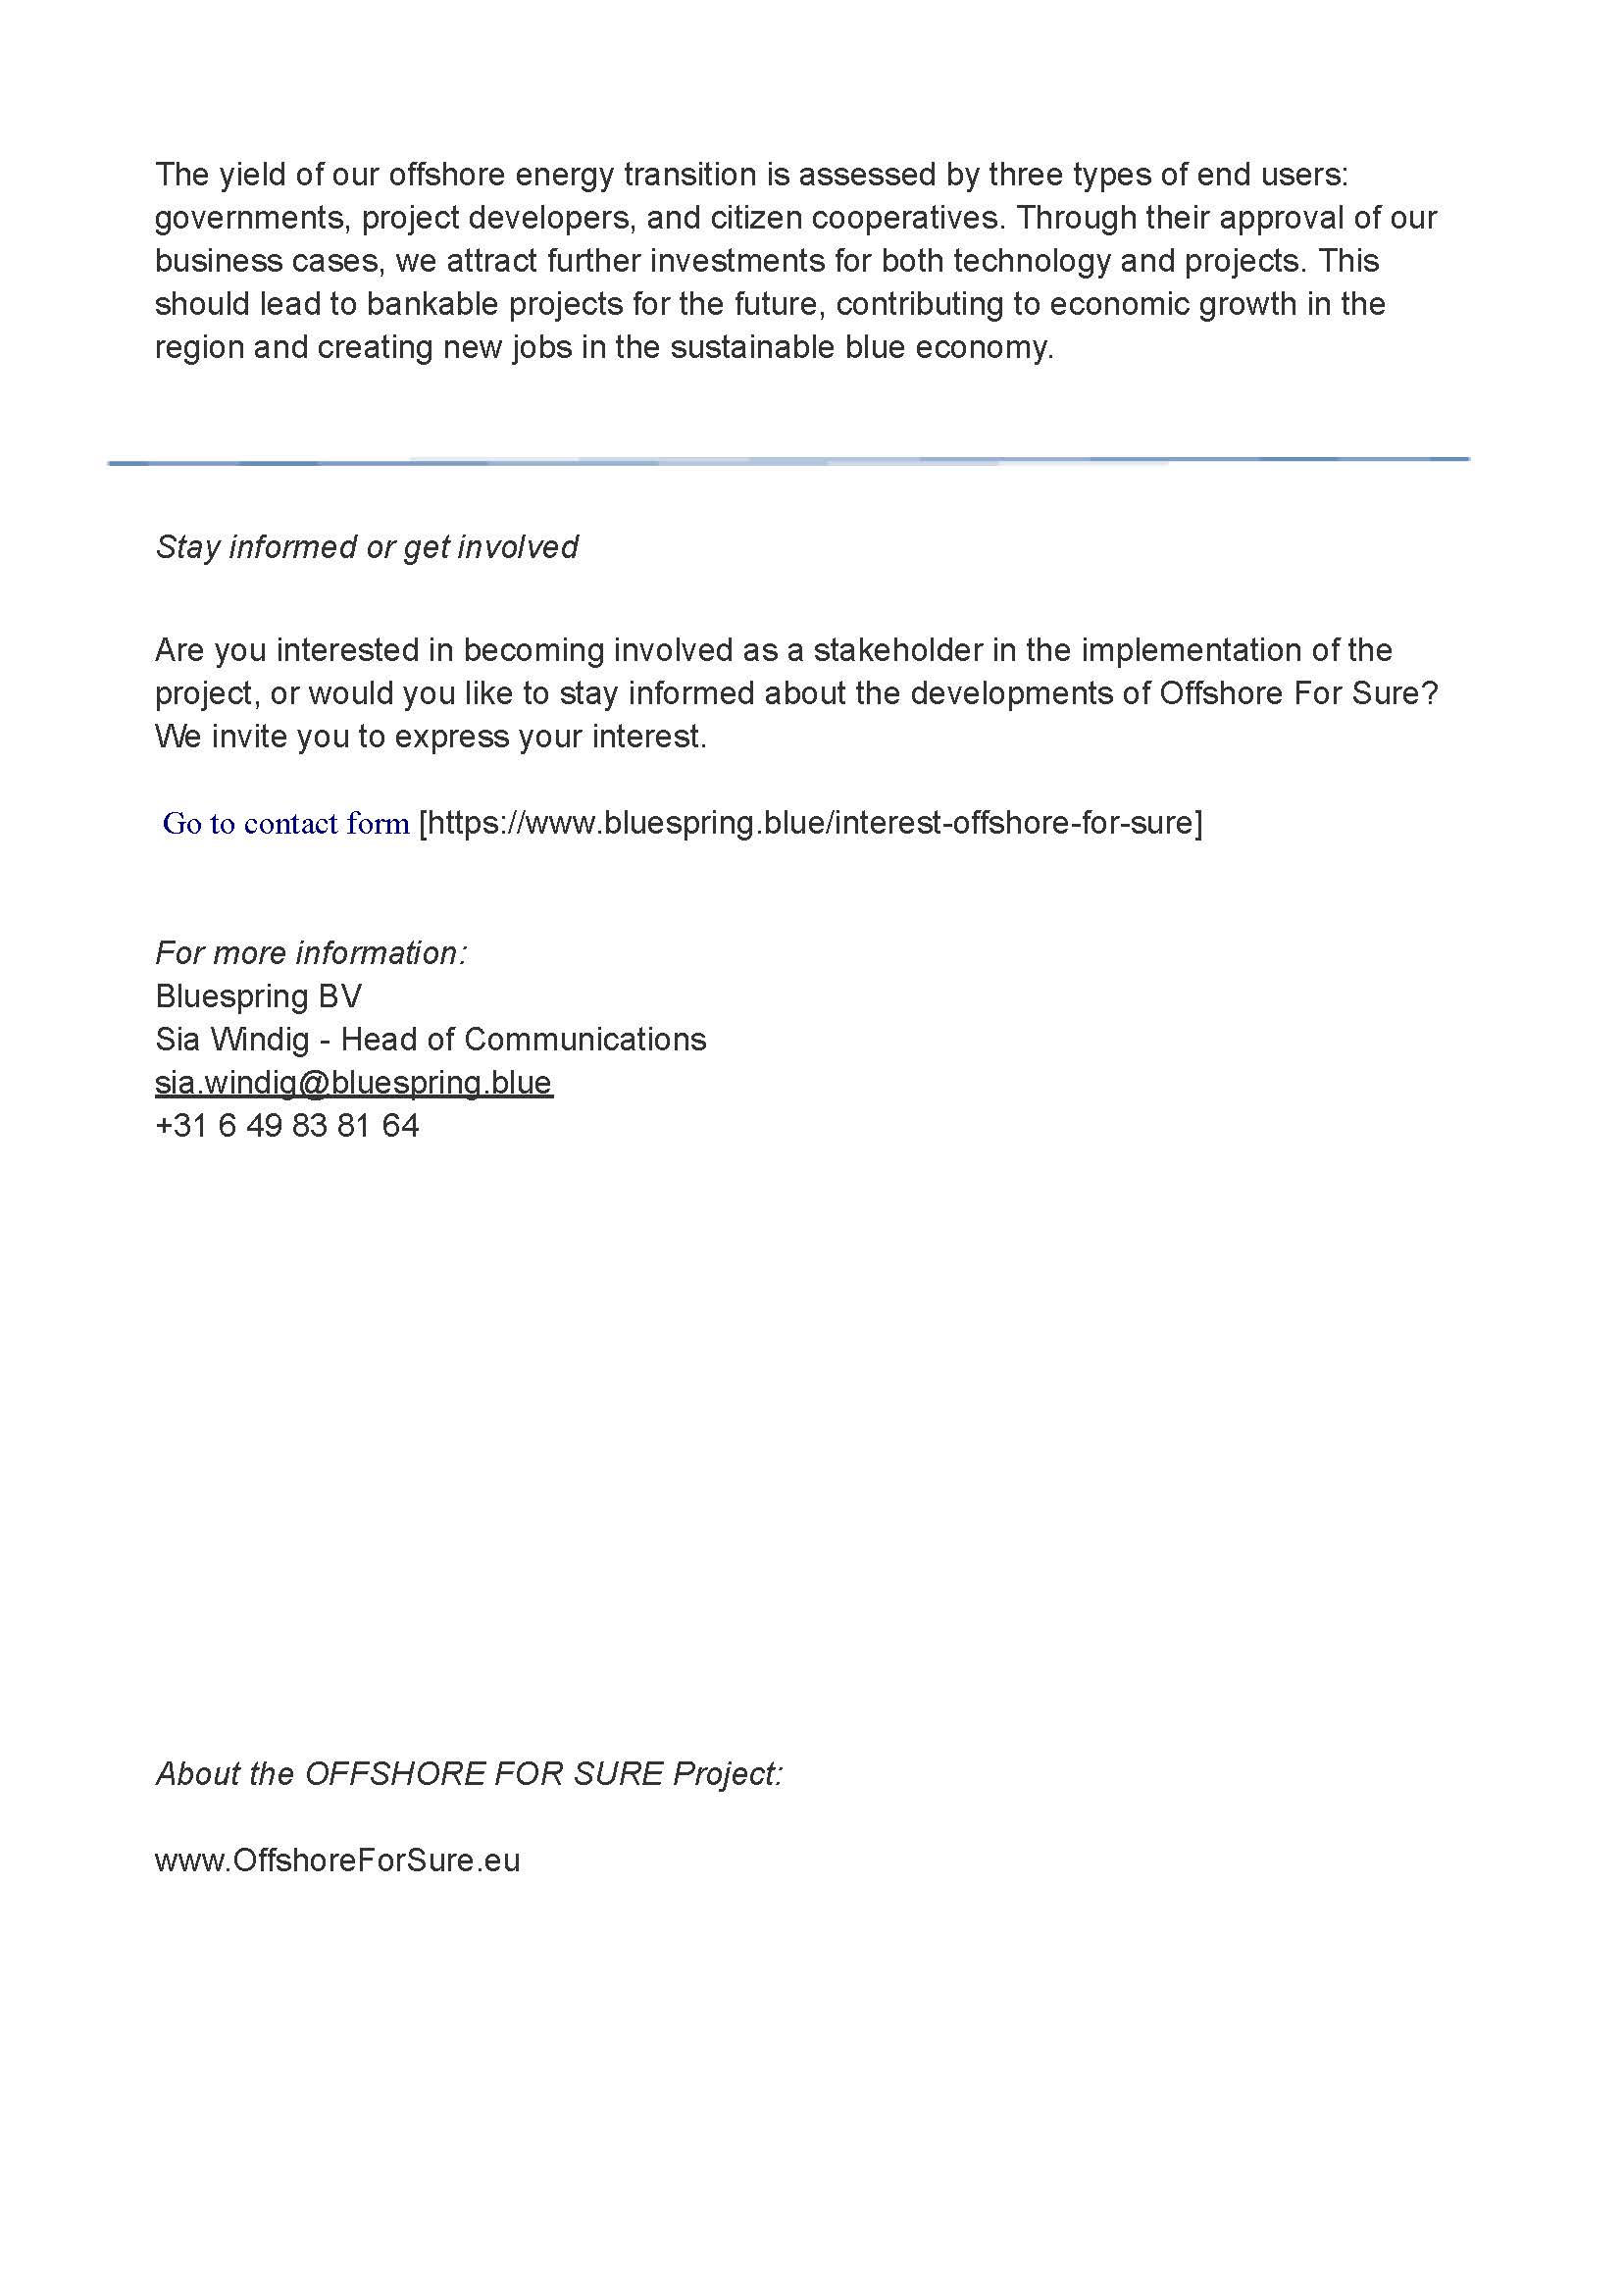 The yield of our offshore energy transition is assessed by three types of end users:
governments, project developers, and citizen cooperatives. Through their approval of our
business cases, we attract further investments for both technology and projects. This
should lead to bankable projects for the future, contributing to economic growth in the
region and creating new jobs in the sustainable blue economy.
Stay informed or get involved
Are you interested in becoming involved as a stakeholder in the implementation of the
project, or would you like to stay informed about the developments of Offshore For Sure?
We invite you to express your interest.
Go to contact form [https://www.bluespring.blue/interest-offshore-for-sure]
For more information:
Bluespring BV
Sia Windig - Head of Communications
sia.windig@bluespring.blue
+31 6 49 83 81 64
About the OFFSHORE FOR SURE Project:
www.OffshoreForSure.eu